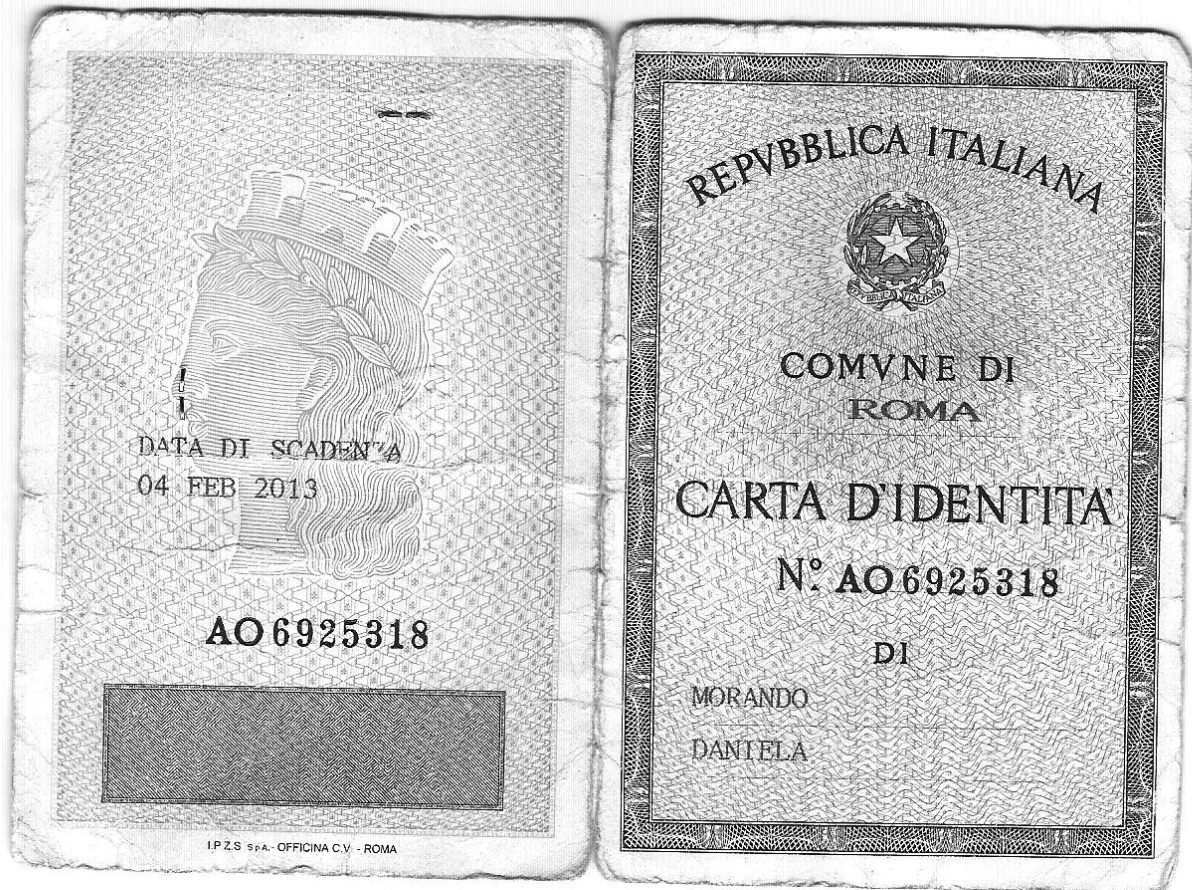 DATA DI SCADENZA
04 FEB 2013
AO6925318
I.P.Z.S. S.p.A. - OFFICINA C.V. - ROMA
REPVBBLICA ITALIANA
REPVBBLICA ITALIANA
COMVNE DI
ROMA
CARTA D'IDENTITA'
N° AO6925318
DI
MORANDO
DANIELA